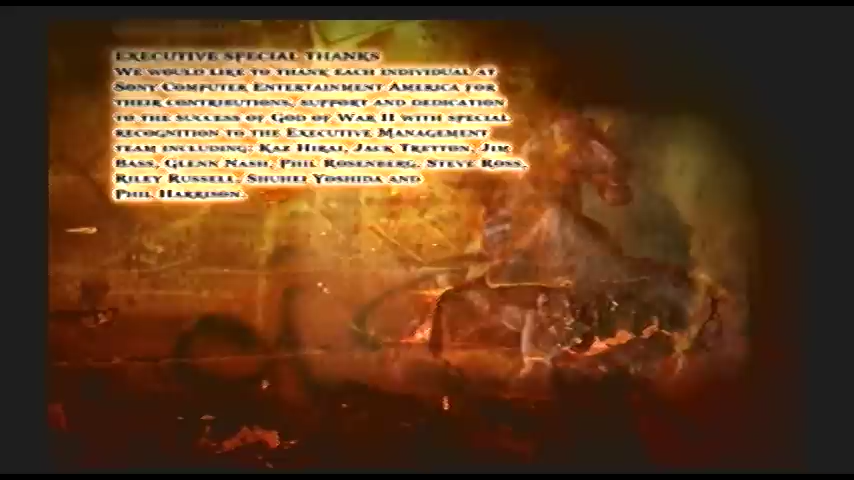 EXECUTIVE SPECIAL THANKS
WE WOULD LIKE TO THANK EACH INDIVIDUAL AT
SONY COMPUTER ENTERTAINMENT AMERICA FOR
THEIR CONTRIBUTIONS, SUPPORT AND DEDICATION
TO THE SUCCESS OF GOD OF WAR II WITH SPECIAL
RECOGNITION TO THE EXECUTIVE MANAGEMENT
TEAM INCLUDING: KAZ HIRAI, JACK TRETTON, JIM
BASS, GLENN NASH, PHIL ROSENBERG, STEVE ROSS,
RILEY RUSSELL, SHUHEI YOSHIDA AND
PHIL HARRISON.